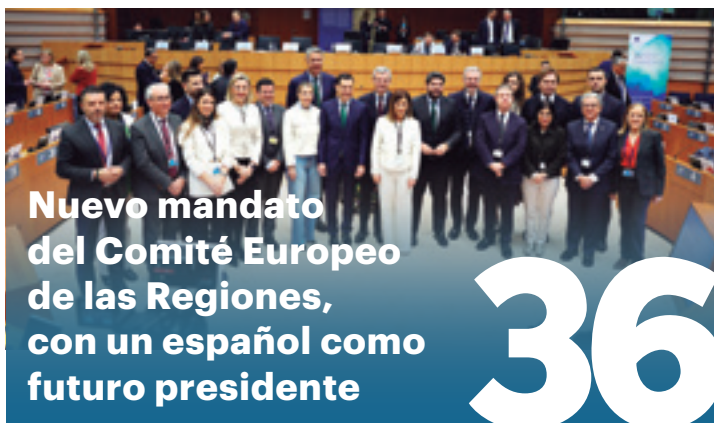 Nuevo mandato
del Comité Europeo
de las Regiones,
con un español como
futuro presidente
36